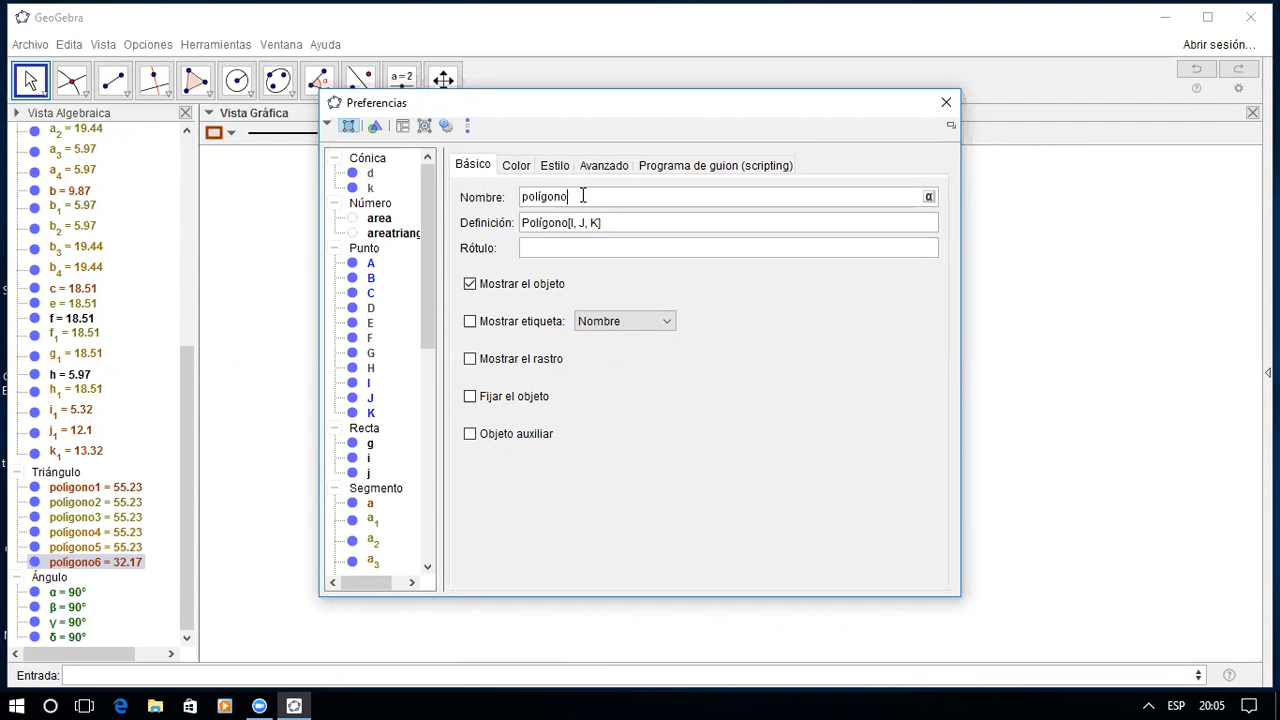 GeoGebra
Archivo Edita Vista Opciones Herramientas Ventana Ayuda
Abrir sesión...
a=2
Vista Algebraica
Vista Gráfica
a2 = 19.44
a3 = 5.97
a4 = 5.97
b = 9.87
b1 = 5.97
b2 = 5.97
b3 = 19.44
b4 = 19.44
c = 18.51
e = 18.51
f = 18.51
f1 = 18.51
g1 = 18.51
h = 5.97
h1 = 18.51
i1 = 5.32
j1 = 12.1
k1 = 13.32
Triángulo
polígono1 = 55.23
polígono2 = 55.23
polígono3 = 55.23
polígono4 = 55.23
polígono5 = 55.23
polígono6 = 32.17
Ángulo
α = 90°
β = 90°
γ = 90°
δ = 90°
Preferencias
Cónica
d
k
Número
area
areatriang
Punto
A
B
C
D
E
F
G
H
I
J
K
Recta
g
i
j
Segmento
a
a1
a2
a3
Básico Color Estilo Avanzado Programa de guion (scripting)
Nombre: polígono α
Definición: Polígono[I, J, K]
Rótulo:
Mostrar el objeto
Mostrar etiqueta: Nombre
Mostrar el rastro
Fijar el objeto
Objeto auxiliar
Entrada:
ESP 20:05